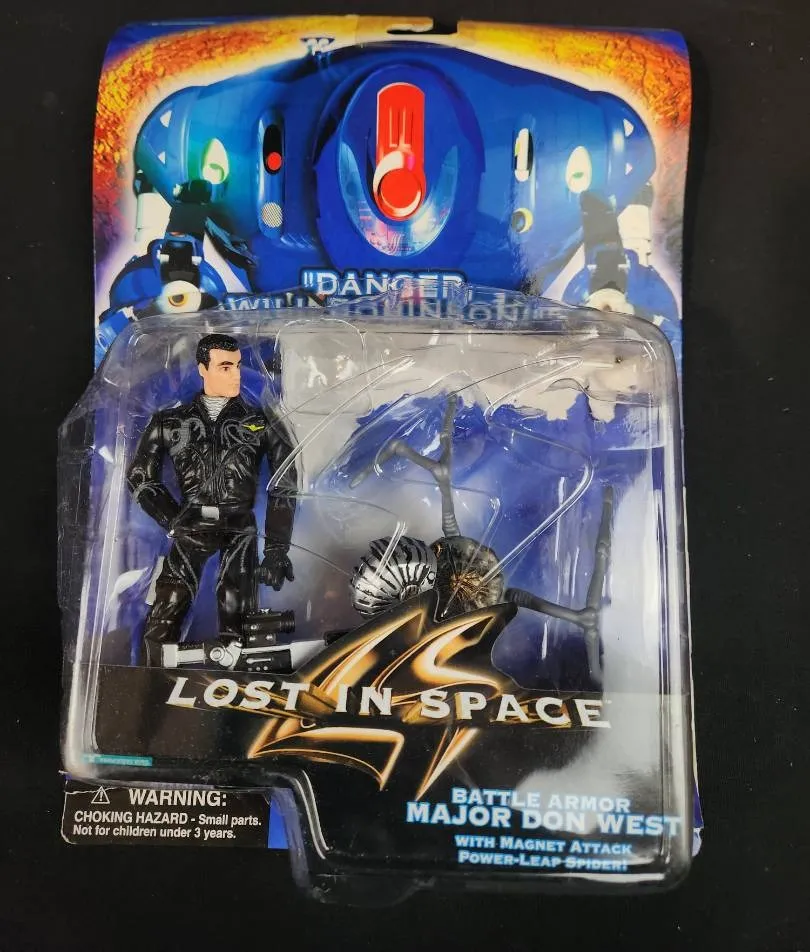 "DANGER,
LOST IN SPACE
⚠ WARNING:
CHOKING HAZARD - Small parts.
Not for children under 3 years.
BATTLE ARMOR
MAJOR DON WEST
WITH MAGNET ATTACK
POWER-LEAP SPIDER!